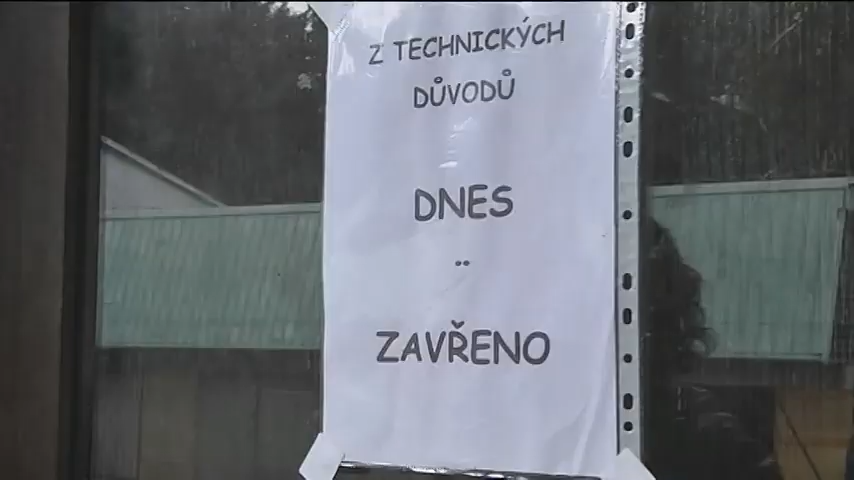 Z TECHNICKÝCH
DŮVODŮ
DNES
..
ZAVŘENO